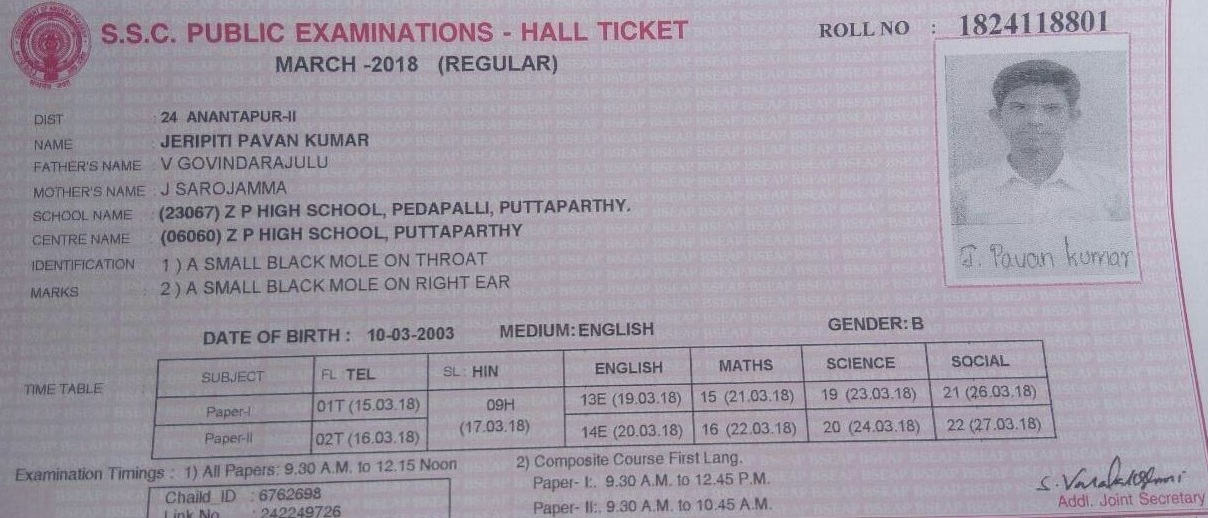 S.S.C. PUBLIC EXAMINATIONS - HALL TICKET
ROLL NO : 1824118801
MARCH -2018 (REGULAR)
DIST : 24 ANANTAPUR-II
NAME : JERIPITI PAVAN KUMAR
FATHER'S NAME : V GOVINDARAJULU
MOTHER'S NAME : J SAROJAMMA
SCHOOL NAME : (23067) Z P HIGH SCHOOL, PEDAPALLI, PUTTAPARTHY.
CENTRE NAME : (06060) Z P HIGH SCHOOL, PUTTAPARTHY
IDENTIFICATION 1 ) A SMALL BLACK MOLE ON THROAT
MARKS : 2 ) A SMALL BLACK MOLE ON RIGHT EAR
J. Pavan kumar
DATE OF BIRTH : 10-03-2003 MEDIUM: ENGLISH GENDER: B
TIME TABLE :
SUBJECT FL TEL SL : HIN ENGLISH MATHS SCIENCE SOCIAL
Paper-I 01T (15.03.18) 09H (17.03.18) 13E (19.03.18) 15 (21.03.18) 19 (23.03.18) 21 (26.03.18)
Paper-II 02T (16.03.18) 14E (20.03.18) 16 (22.03.18) 20 (24.03.18) 22 (27.03.18)
Examination Timings : 1) All Papers: 9.30 A.M. to 12.15 Noon
2) Composite Course First Lang.
Paper- I:. 9.30 A.M. to 12.45 P.M.
Paper- II:. 9.30 A.M. to 10.45 A.M.
Chaild_ID : 6762698
Link No : 242249726
Addl. Joint Secretary